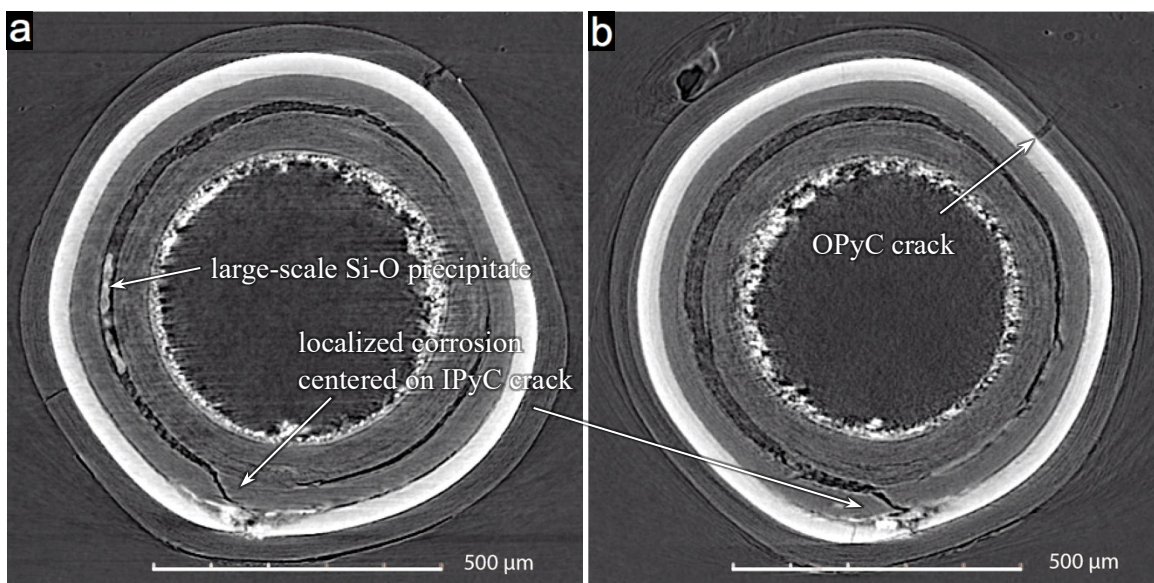 a
b
large-scale Si-O precipitate
OPyC crack
localized corrosion
centered on IPyC crack
500 µm
500 µm